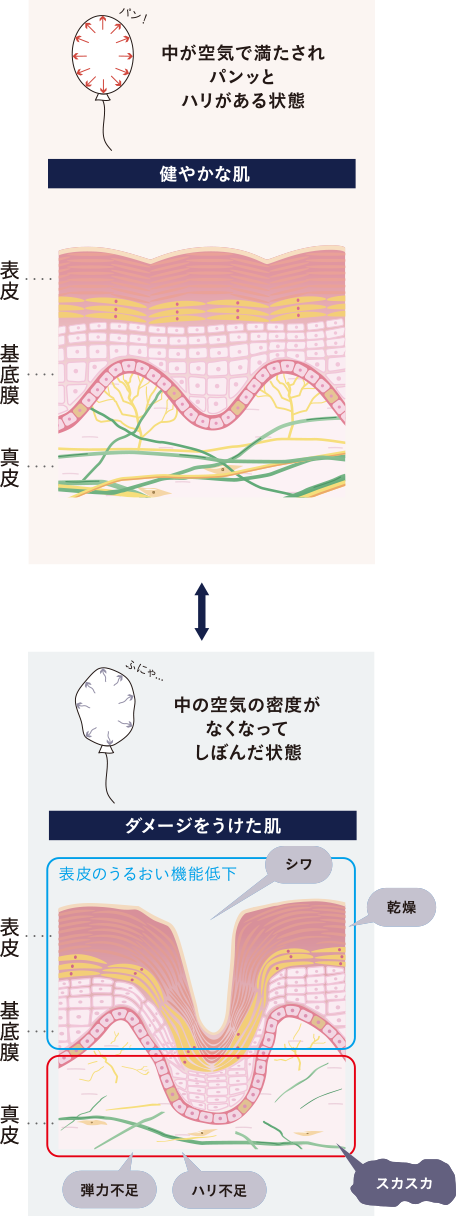 パン！
中が空気で満たされ
パンッと
ハリがある状態
健やかな肌
表皮
基底膜
真皮
ふにゃ…
中の空気の密度が
なくなって
しぼんだ状態
ダメージをうけた肌
表皮のうるおい機能低下
シワ
乾燥
表皮
基底膜
真皮
スカスカ
弾力不足
ハリ不足